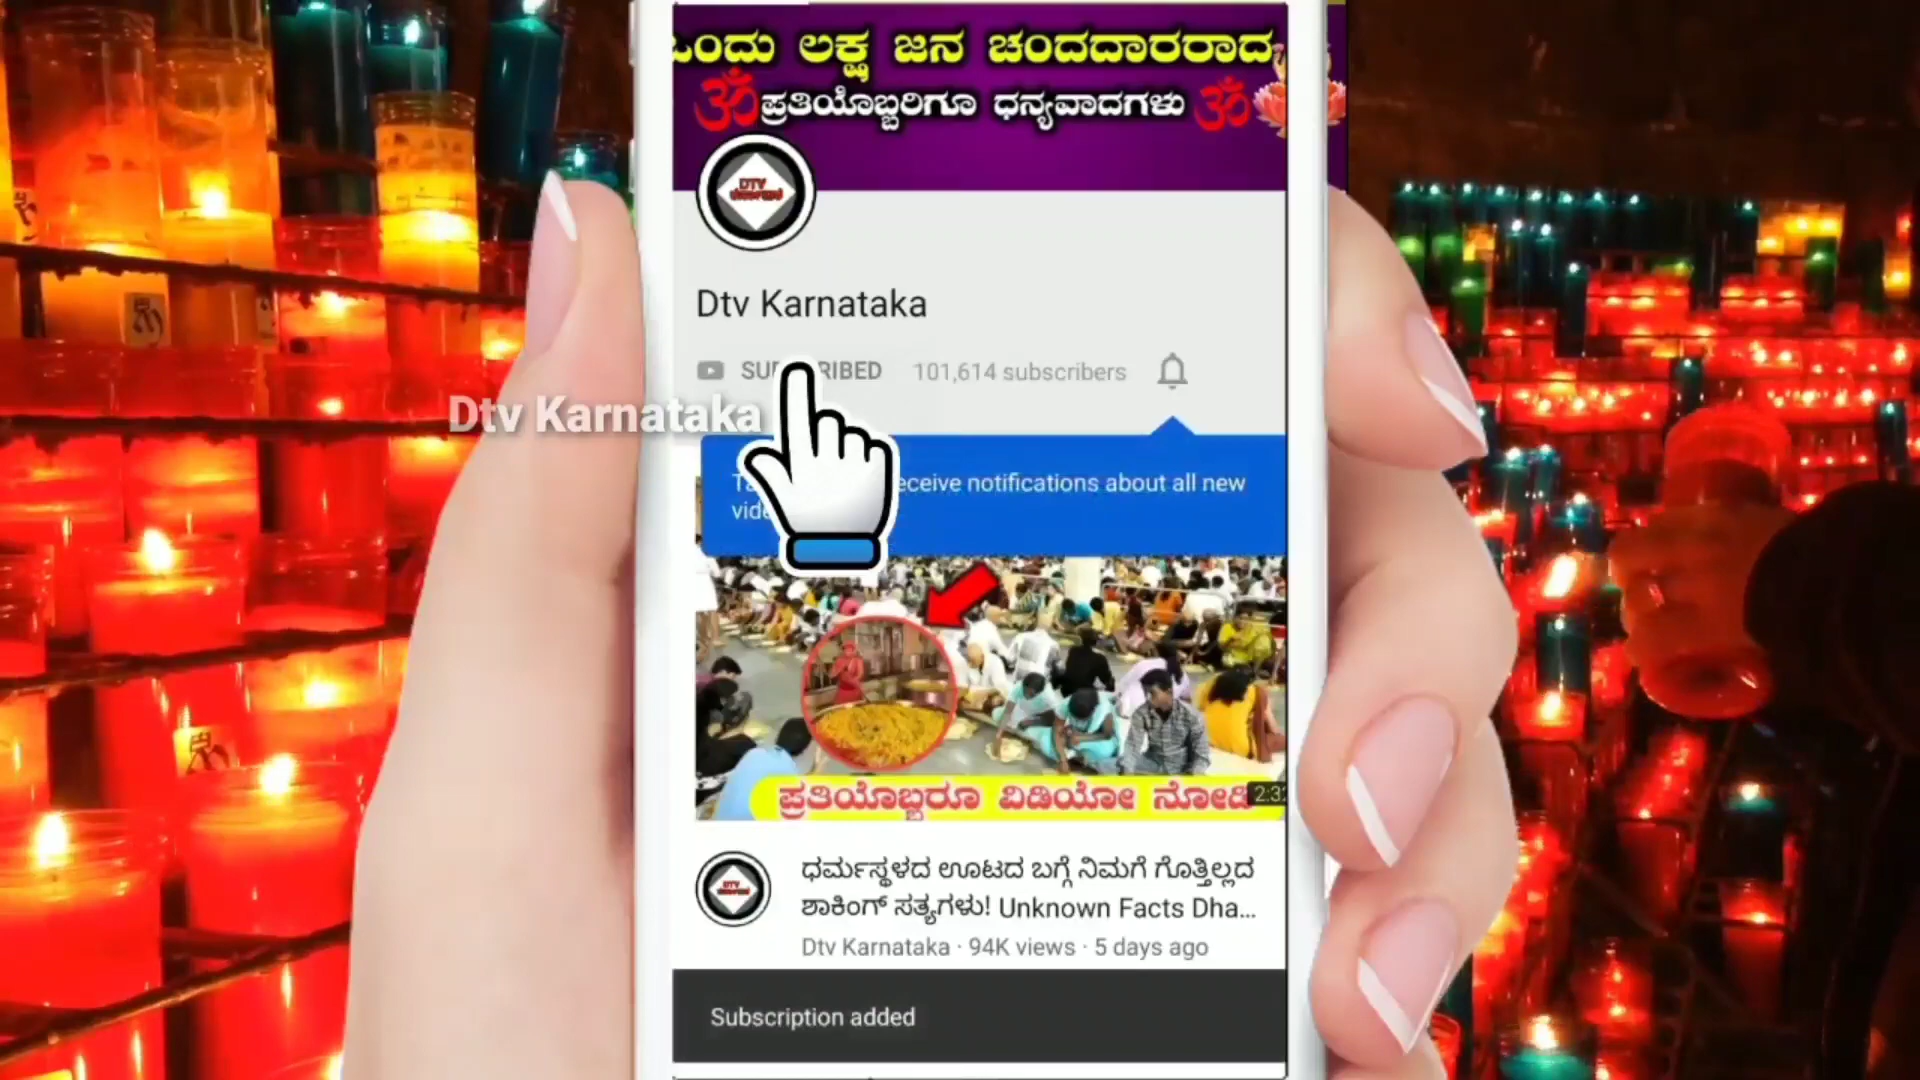 ಒಂದು ಲಕ್ಷ ಜನ ಚಂದದಾರರಾದ
ॐ ಪ್ರತಿಯೊಬ್ಬರಿಗೂ ಧನ್ಯವಾದಗಳು ॐ
DTV
Dtv Karnataka
101,614 subscribers
Dtv Karnataka
receive notifications about all new
ಪ್ರತಿಯೊಬ್ಬರೂ ವಿಡಿಯೋ ನೋಡಿ
ಧರ್ಮಸ್ಥಳದ ಊಟದ ಬಗ್ಗೆ ನಿಮಗೆ ಗೊತ್ತಿಲ್ಲದ
ಶಾಕಿಂಗ್ ಸತ್ಯಗಳು! Unknown Facts Dha...
Dtv Karnataka · 94K views · 5 days ago
Subscription added